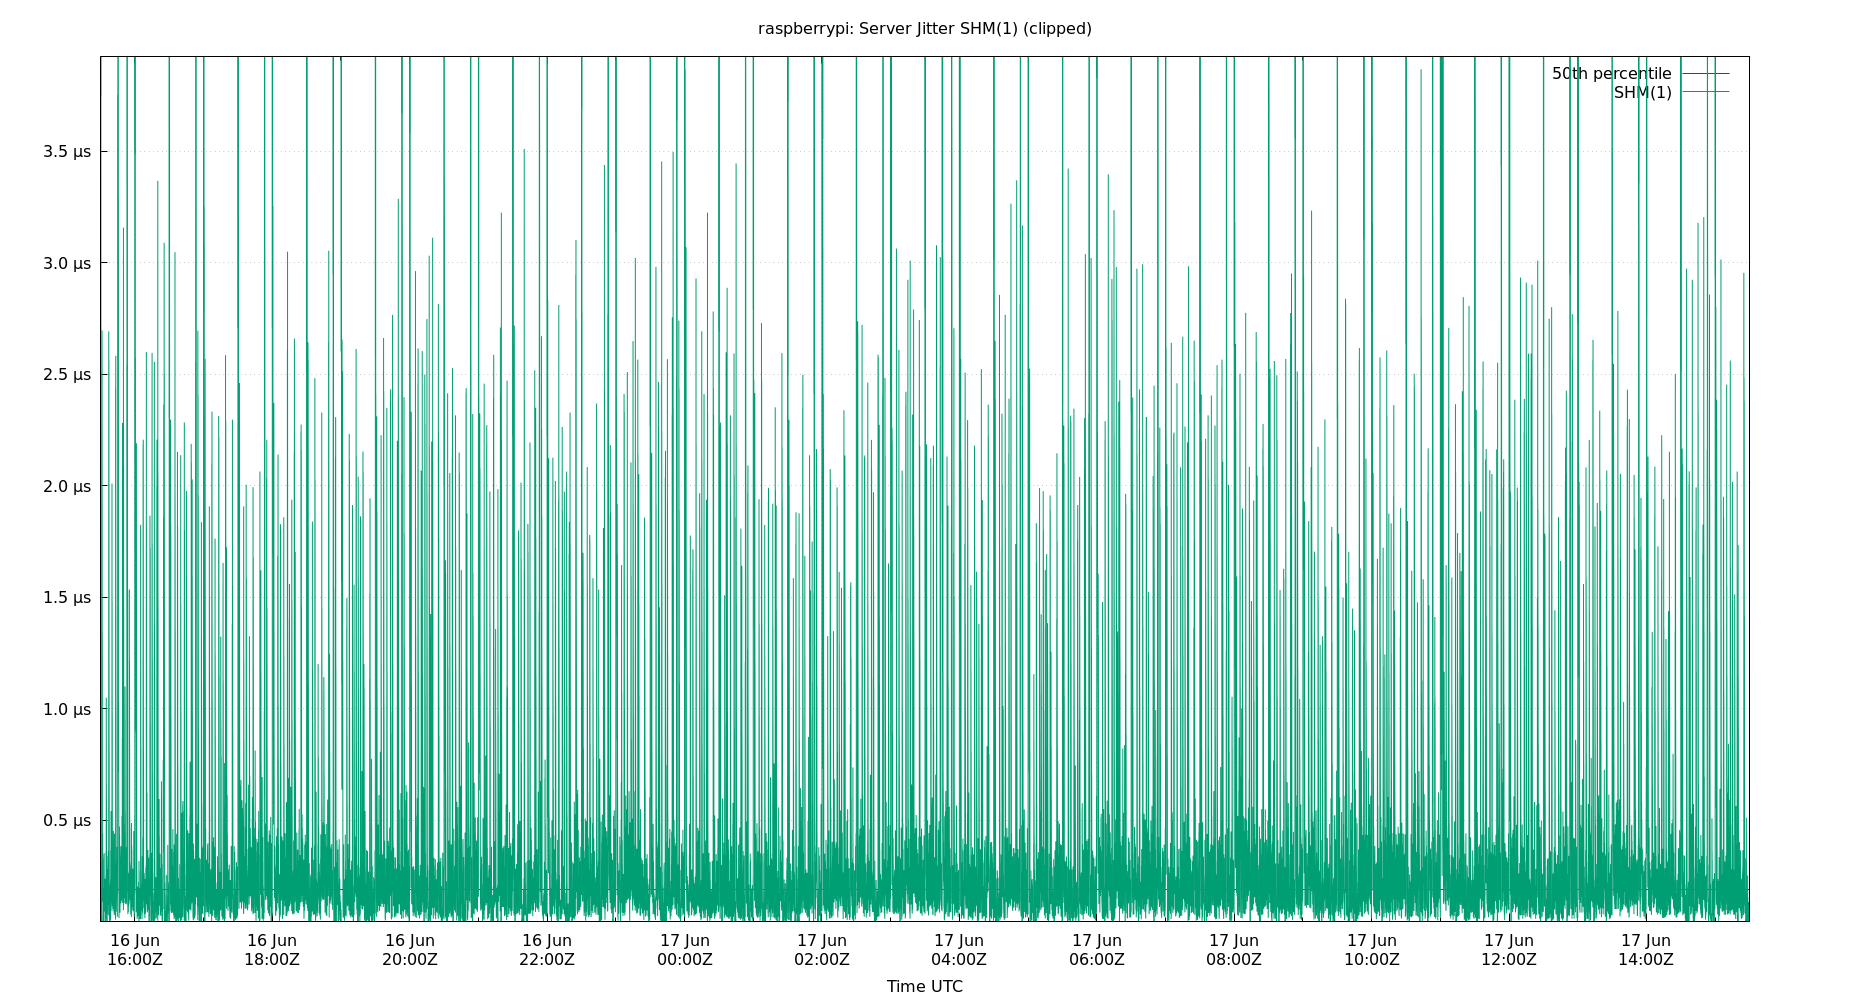 raspberrypi: Server Jitter SHM(1) (clipped)
50th percentile
SHM(1)
3.5 µs
3.0 µs
2.5 µs
2.0 µs
1.5 µs
1.0 µs
0.5 µs
16 Jun 16 Jun 16 Jun 16 Jun 17 Jun 17 Jun 17 Jun 17 Jun 17 Jun 17 Jun 17 Jun 17 Jun
16:00Z 18:00Z 20:00Z 22:00Z 00:00Z 02:00Z 04:00Z 06:00Z 08:00Z 10:00Z 12:00Z 14:00Z
Time UTC